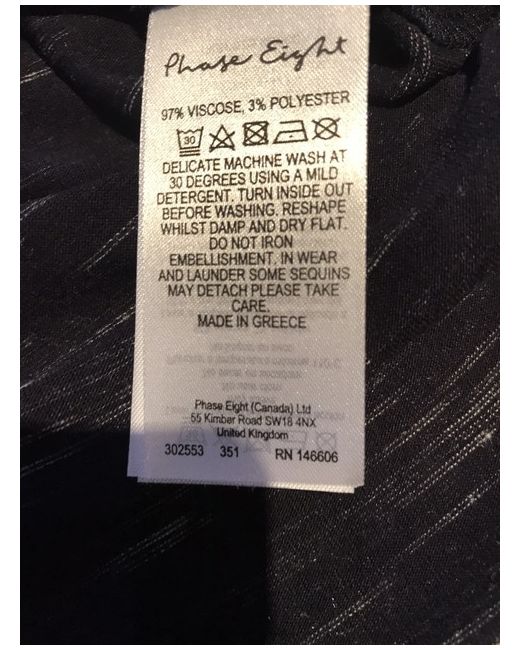 Phase Eight
97% VISCOSE, 3% POLYESTER
30
DELICATE MACHINE WASH AT
30 DEGREES USING A MILD
DETERGENT. TURN INSIDE OUT
BEFORE WASHING. RESHAPE
WHILST DAMP AND DRY FLAT.
DO NOT IRON
EMBELLISHMENT. IN WEAR
AND LAUNDER SOME SEQUINS
MAY DETACH PLEASE TAKE
CARE.
MADE IN GREECE
Phase Eight (Canada) Ltd
55 Kimber Road SW18 4NX
United Kingdom
302553 351 RN 146606